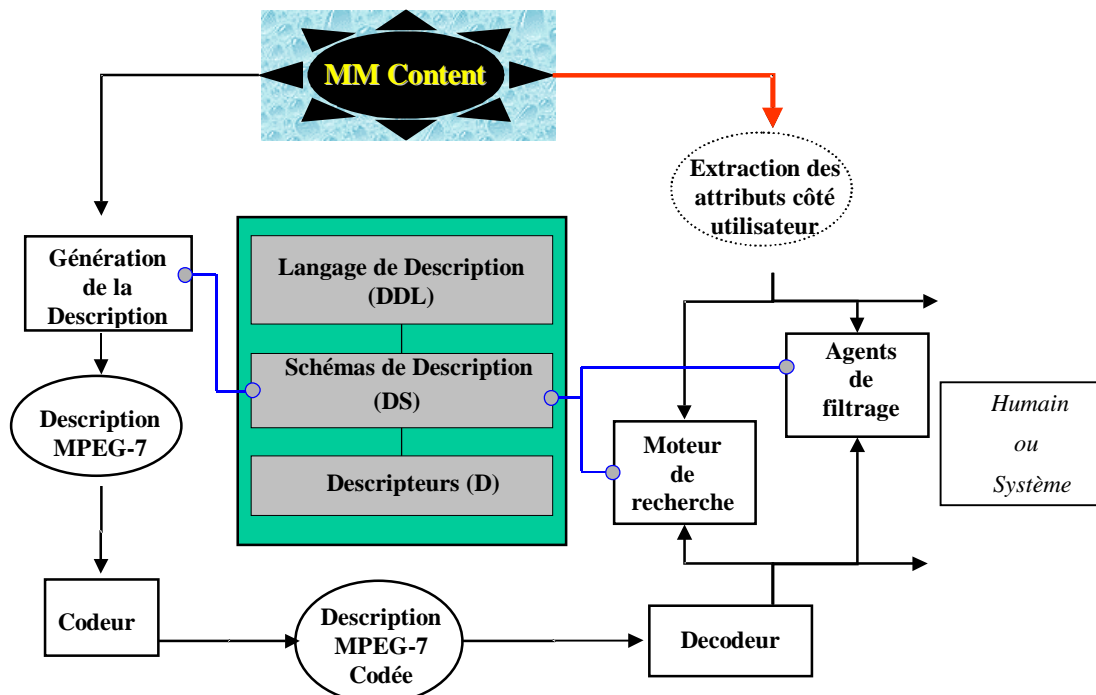 MM Content
Extraction des
attributs côté
utilisateur
Génération
de la
Description
Langage de Description
(DDL)
Schémas de Description
(DS)
Descripteurs (D)
Agents
de
filtrage
Humain
ou
Système
Description
MPEG-7
Moteur
de
recherche
Codeur
Description
MPEG-7
Codée
Decodeur